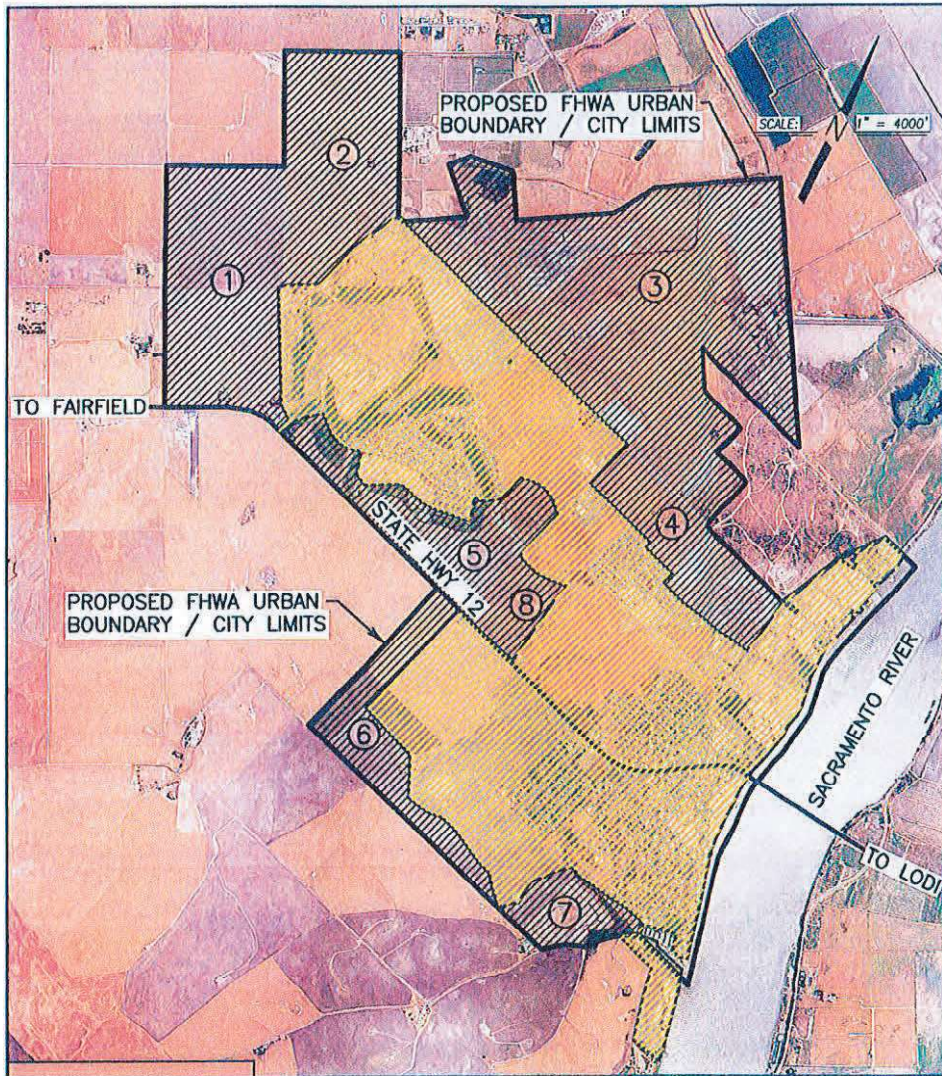 PROPOSED FHWA URBAN
BOUNDARY / CITY LIMITS
SCALE: 1" = 4000'
N
2
1
3
TO FAIRFIELD
4
STATE HWY 12
5
8
PROPOSED FHWA URBAN
BOUNDARY / CITY LIMITS
6
SACRAMENTO RIVER
TO LODI
7